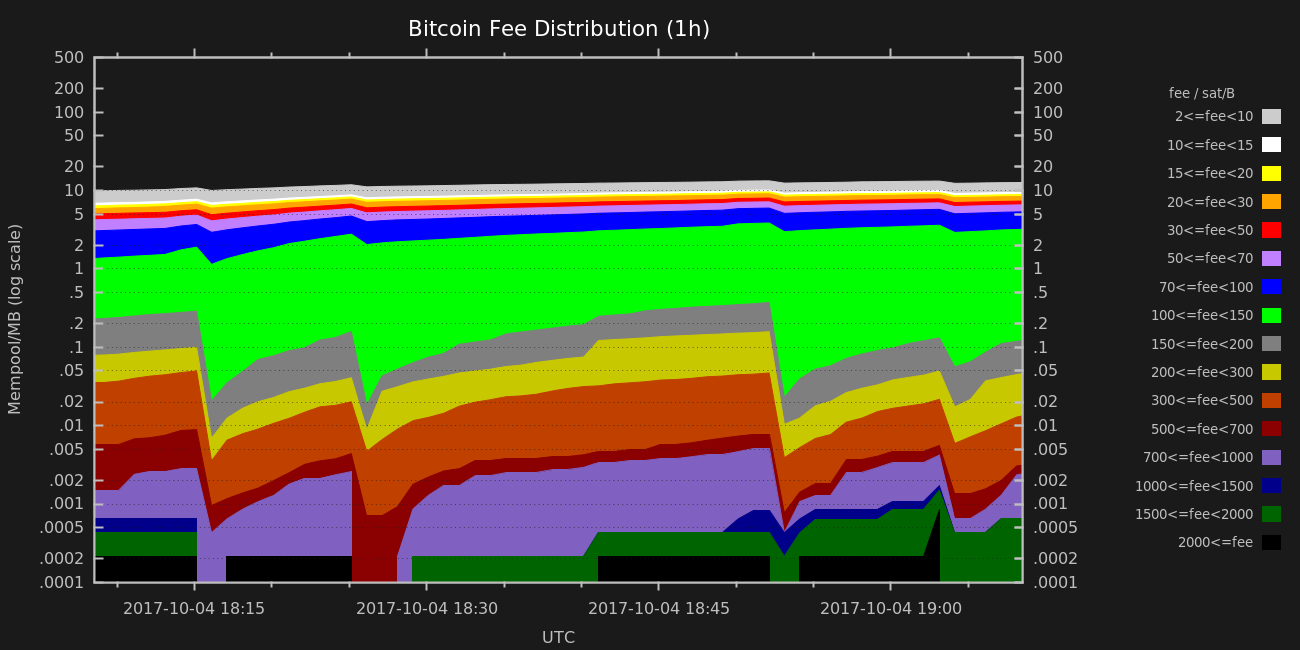 Bitcoin Fee Distribution (1h)
Mempool/MB (log scale)
500
200
100
50
20
10
5
2
1
.5
.2
.1
.05
.02
.01
.005
.002
.001
.0005
.0002
.0001
500
200
100
50
20
10
5
2
1
.5
.2
.1
.05
.02
.01
.005
.002
.001
.0005
.0002
.0001
fee / sat/B
2<=fee<10
10<=fee<15
15<=fee<20
20<=fee<30
30<=fee<50
50<=fee<70
70<=fee<100
100<=fee<150
150<=fee<200
200<=fee<300
300<=fee<500
500<=fee<700
700<=fee<1000
1000<=fee<1500
1500<=fee<2000
2000<=fee
2017-10-04 18:15 2017-10-04 18:30 2017-10-04 18:45 2017-10-04 19:00
UTC